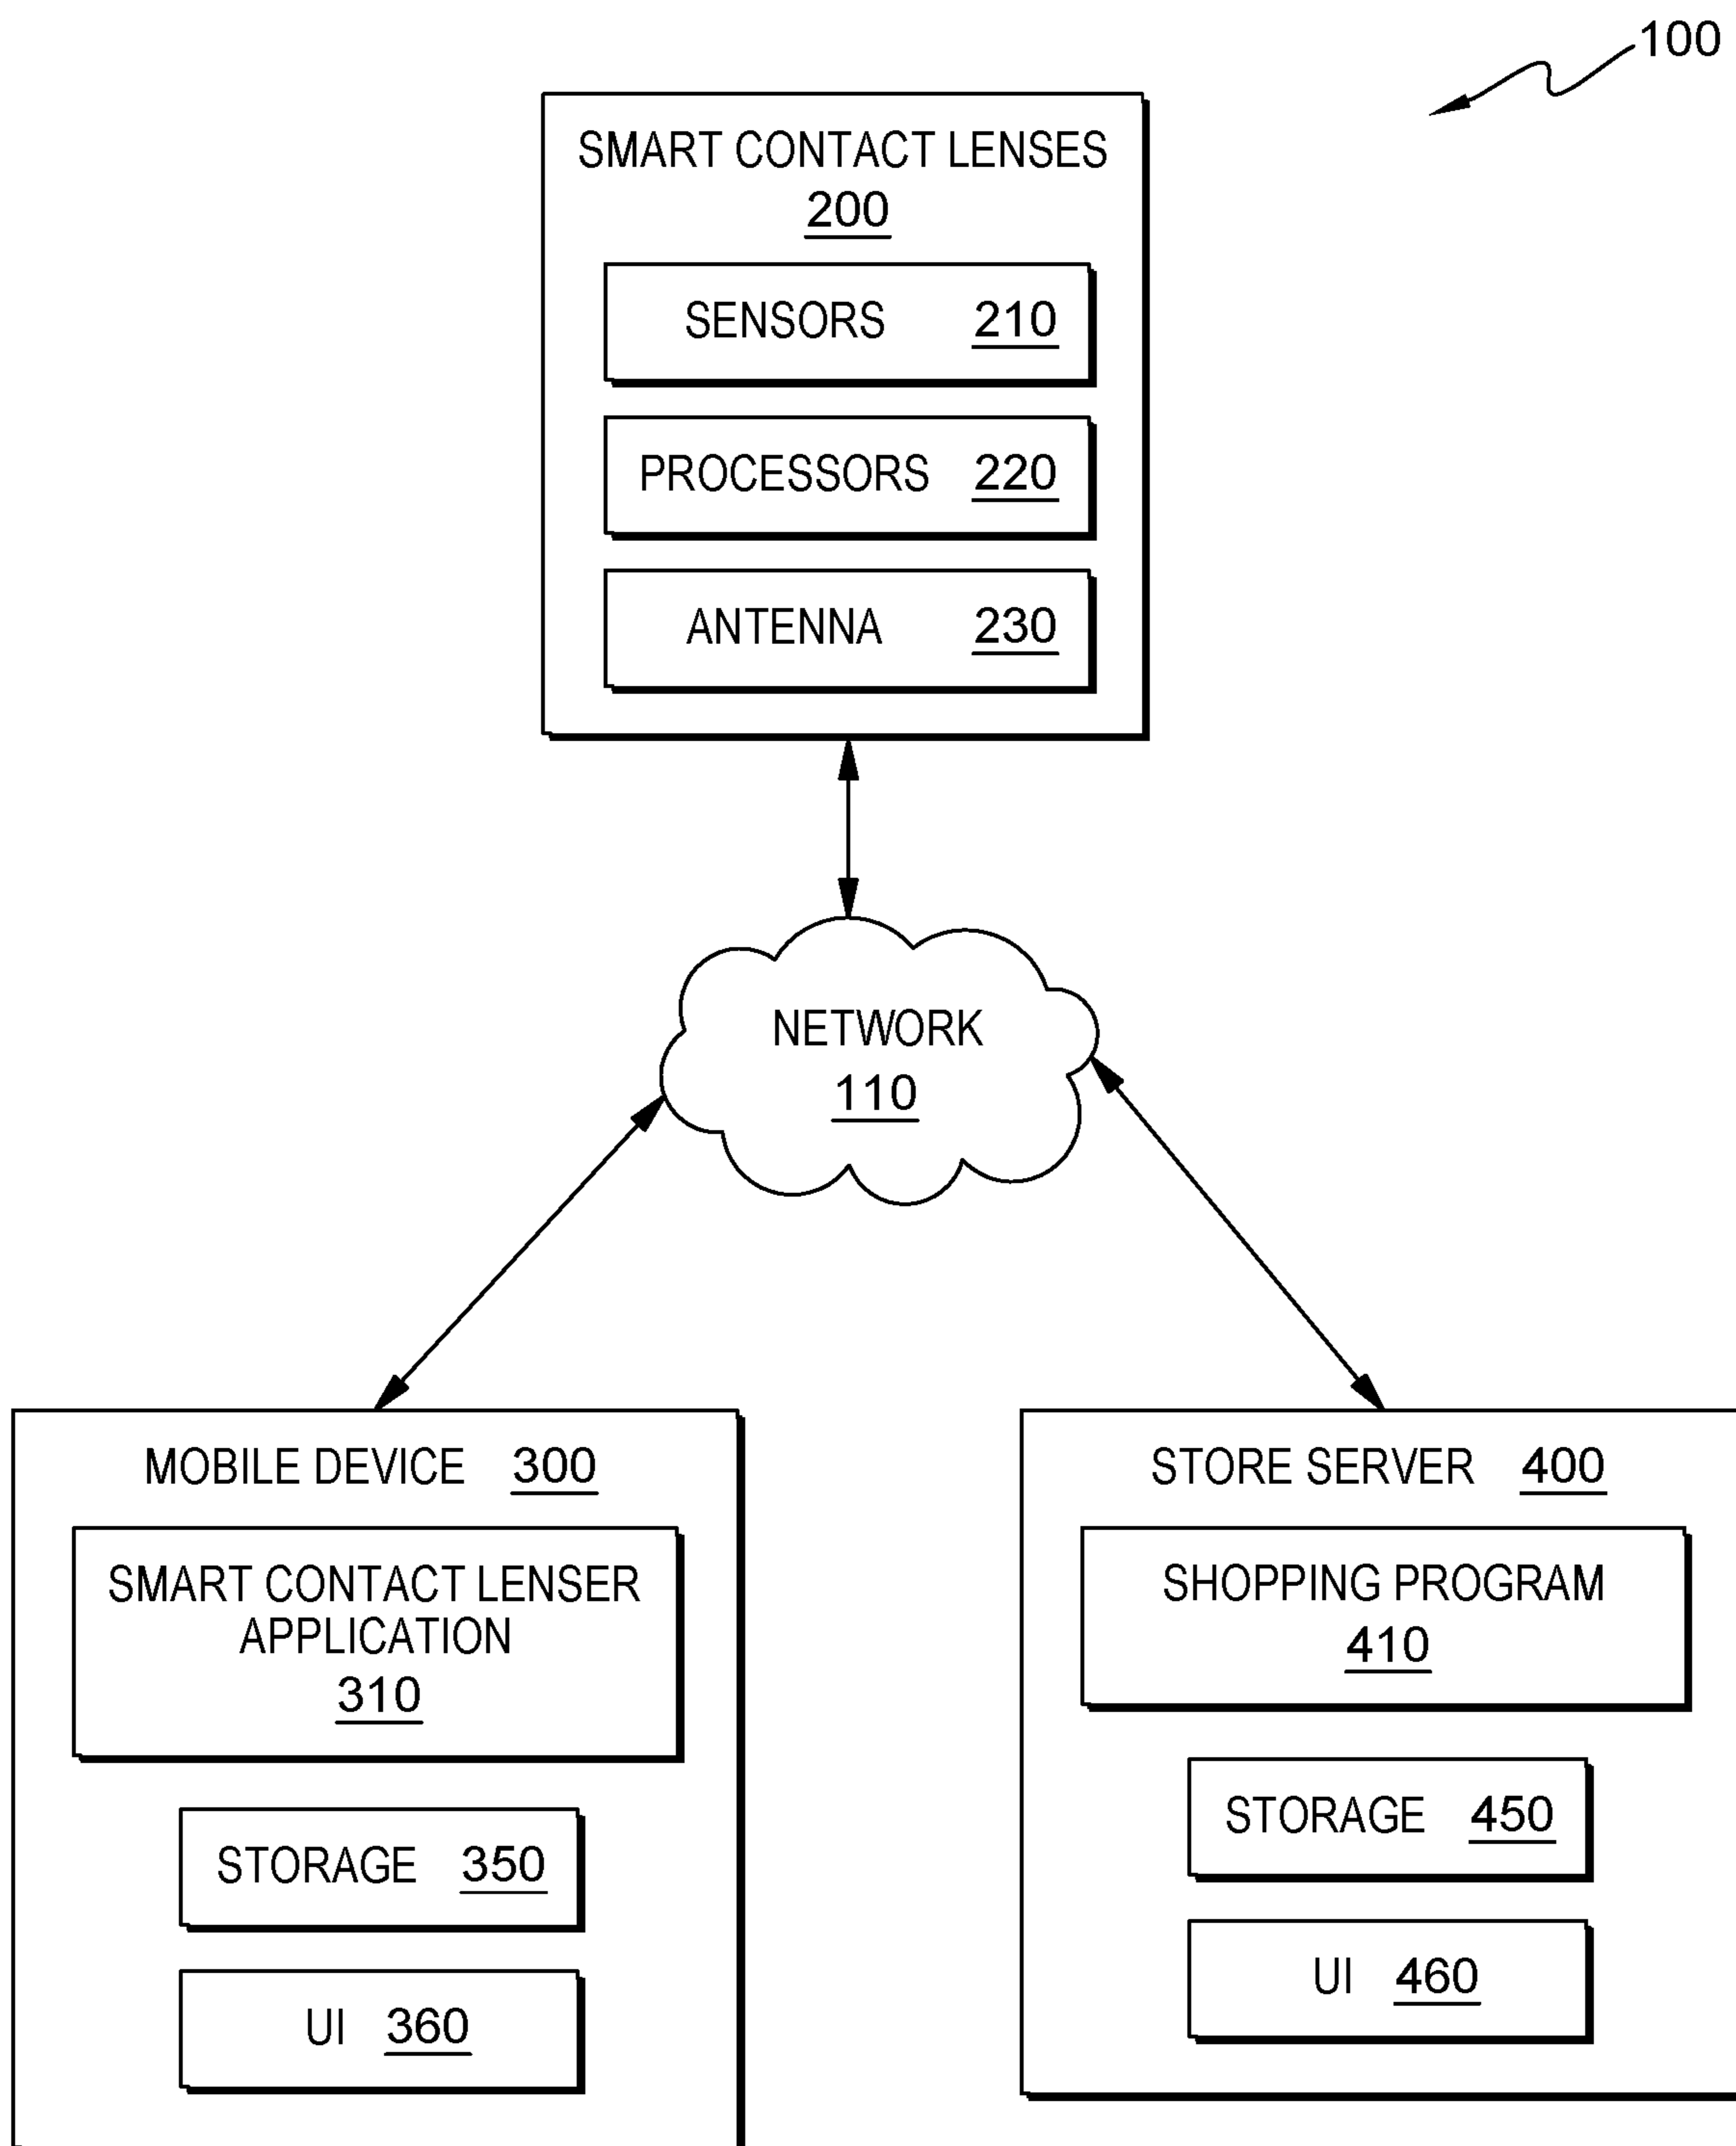 100
SMART CONTACT LENSES
200
SENSORS 210
PROCESSORS 220
ANTENNA 230
NETWORK
110
MOBILE DEVICE 300
SMART CONTACT LENSER
APPLICATION
310
STORAGE 350
UI 360
STORE SERVER 400
SHOPPING PROGRAM
410
STORAGE 450
UI 460